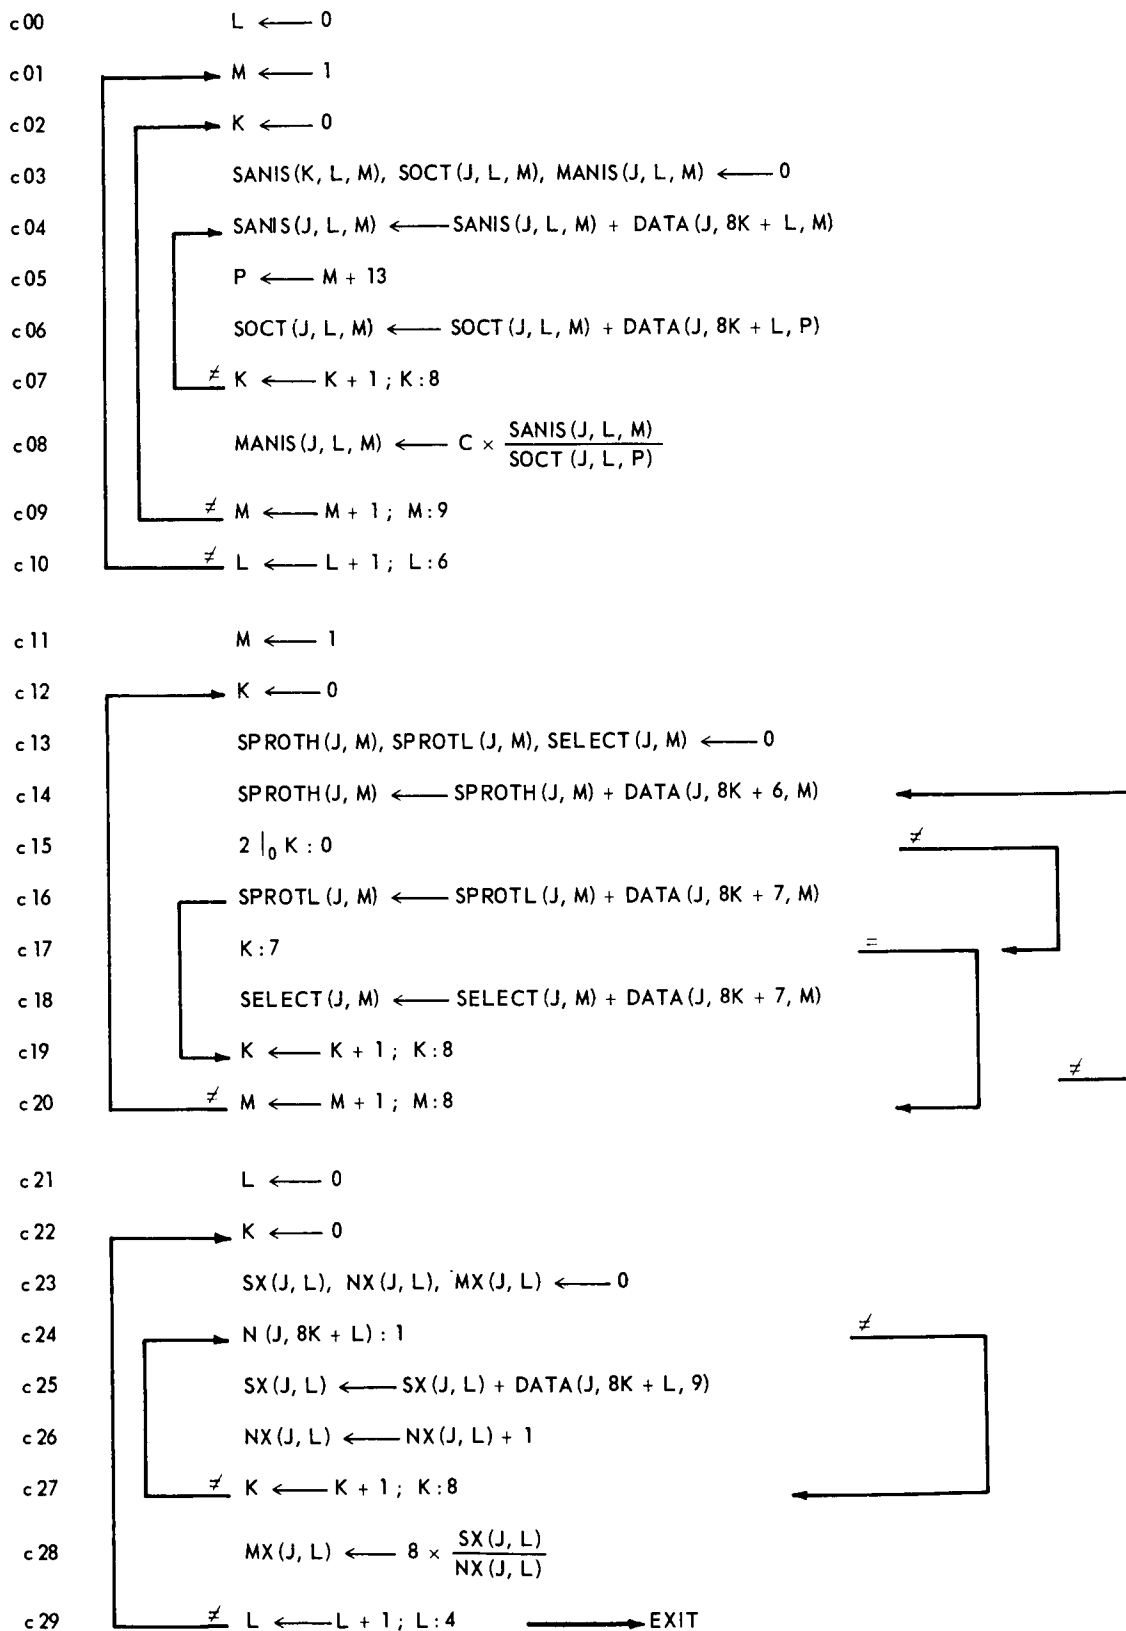 c00 L ← 0
c01 M ← 1
c02 K ← 0
c03 SANIS(K, L, M), SOCT(J, L, M), MANIS(J, L, M) ← 0
c04 SANIS(J, L, M) ← SANIS(J, L, M) + DATA(J, 8K + L, M)
c05 P ← M + 13
c06 SOCT(J, L, M) ← SOCT(J, L, M) + DATA(J, 8K + L, P)
c07 ≠ K ← K + 1 ; K:8
c08 MANIS(J, L, M) ← C × SANIS(J, L, M) / SOCT(J, L, P)
c09 ≠ M ← M + 1 ; M:9
c10 ≠ L ← L + 1 ; L:6
c11 M ← 1
c12 K ← 0
c13 SPROTH(J, M), SPROTL(J, M), SELECT(J, M) ← 0
c14 SPROTH(J, M) ← SPROTH(J, M) + DATA(J, 8K + 6, M)
c15 2 |₀ K : 0 ≠
c16 SPROTL(J, M) ← SPROTL(J, M) + DATA(J, 8K + 7, M)
c17 K:7 =
c18 SELECT(J, M) ← SELECT(J, M) + DATA(J, 8K + 7, M)
c19 K ← K + 1 ; K:8 ≠
c20 ≠ M ← M + 1 ; M:8
c21 L ← 0
c22 K ← 0
c23 SX(J, L), NX(J, L), MX(J, L) ← 0
c24 N(J, 8K + L) : 1 ≠
c25 SX(J, L) ← SX(J, L) + DATA(J, 8K + L, 9)
c26 NX(J, L) ← NX(J, L) + 1
c27 ≠ K ← K + 1 ; K:8
c28 MX(J, L) ← 8 × SX(J, L) / NX(J, L)
c29 ≠ L ← L + 1 ; L:4 → EXIT